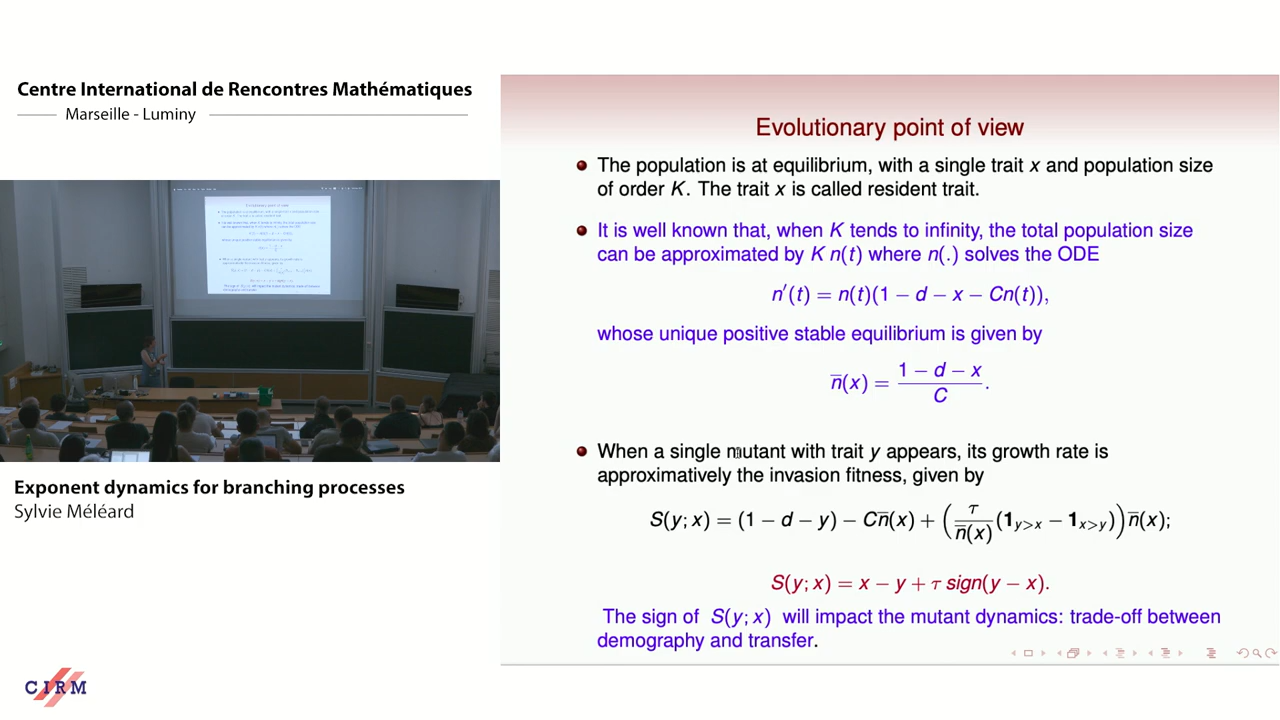 Centre International de Rencontres Mathématiques
Marseille - Luminy
Exponent dynamics for branching processes
Sylvie Méléard
CIRM
Evolutionary point of view
The population is at equilibrium, with a single trait x and population size
of order K. The trait x is called resident trait.
It is well known that, when K tends to infinity, the total population size
can be approximated by K n(t) where n(.) solves the ODE
n′(t) = n(t)(1 − d − x − Cn(t)),
whose unique positive stable equilibrium is given by
n̅(x) = (1 − d − x) / C.
When a single mutant with trait y appears, its growth rate is
approximatively the invasion fitness, given by
S(y; x) = (1 − d − y) − Cn̅(x) + (τ / n̅(x) (1_{y>x} − 1_{x>y})) n̅(x);
S(y; x) = x − y + τ sign(y − x).
The sign of S(y; x) will impact the mutant dynamics: trade-off between
demography and transfer.